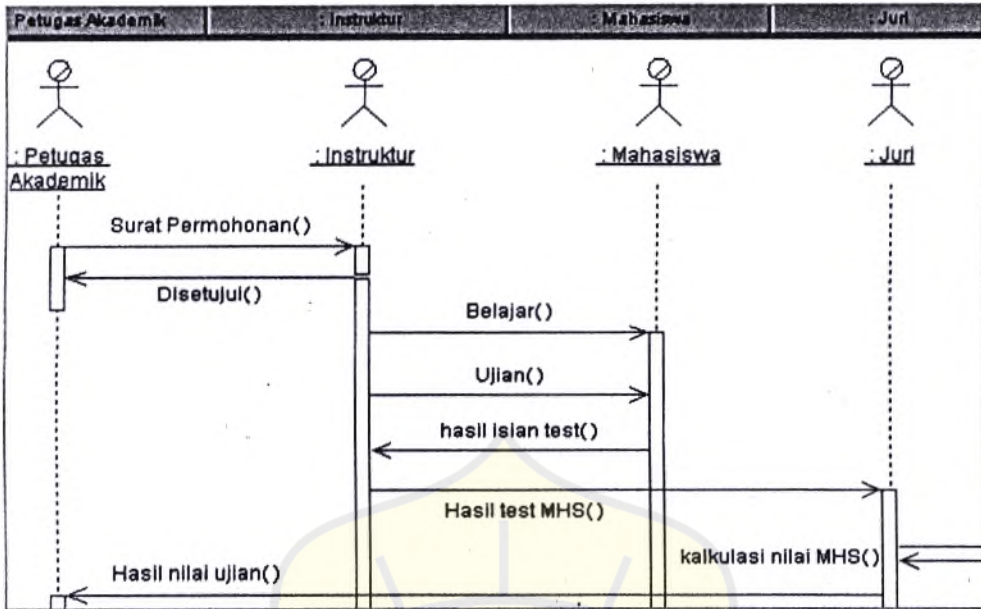 Petugas Akademik
: Instruktur
: Mahasiswa
: Juri
: Petugas
Akademik
: Instruktur
: Mahasiswa
: Juri
Surat Permohonan()
Disetujui()
Belajar()
Ujian()
hasil isian test()
Hasil test MHS()
kalkulasi nilai MHS()
Hasil nilai ujian()